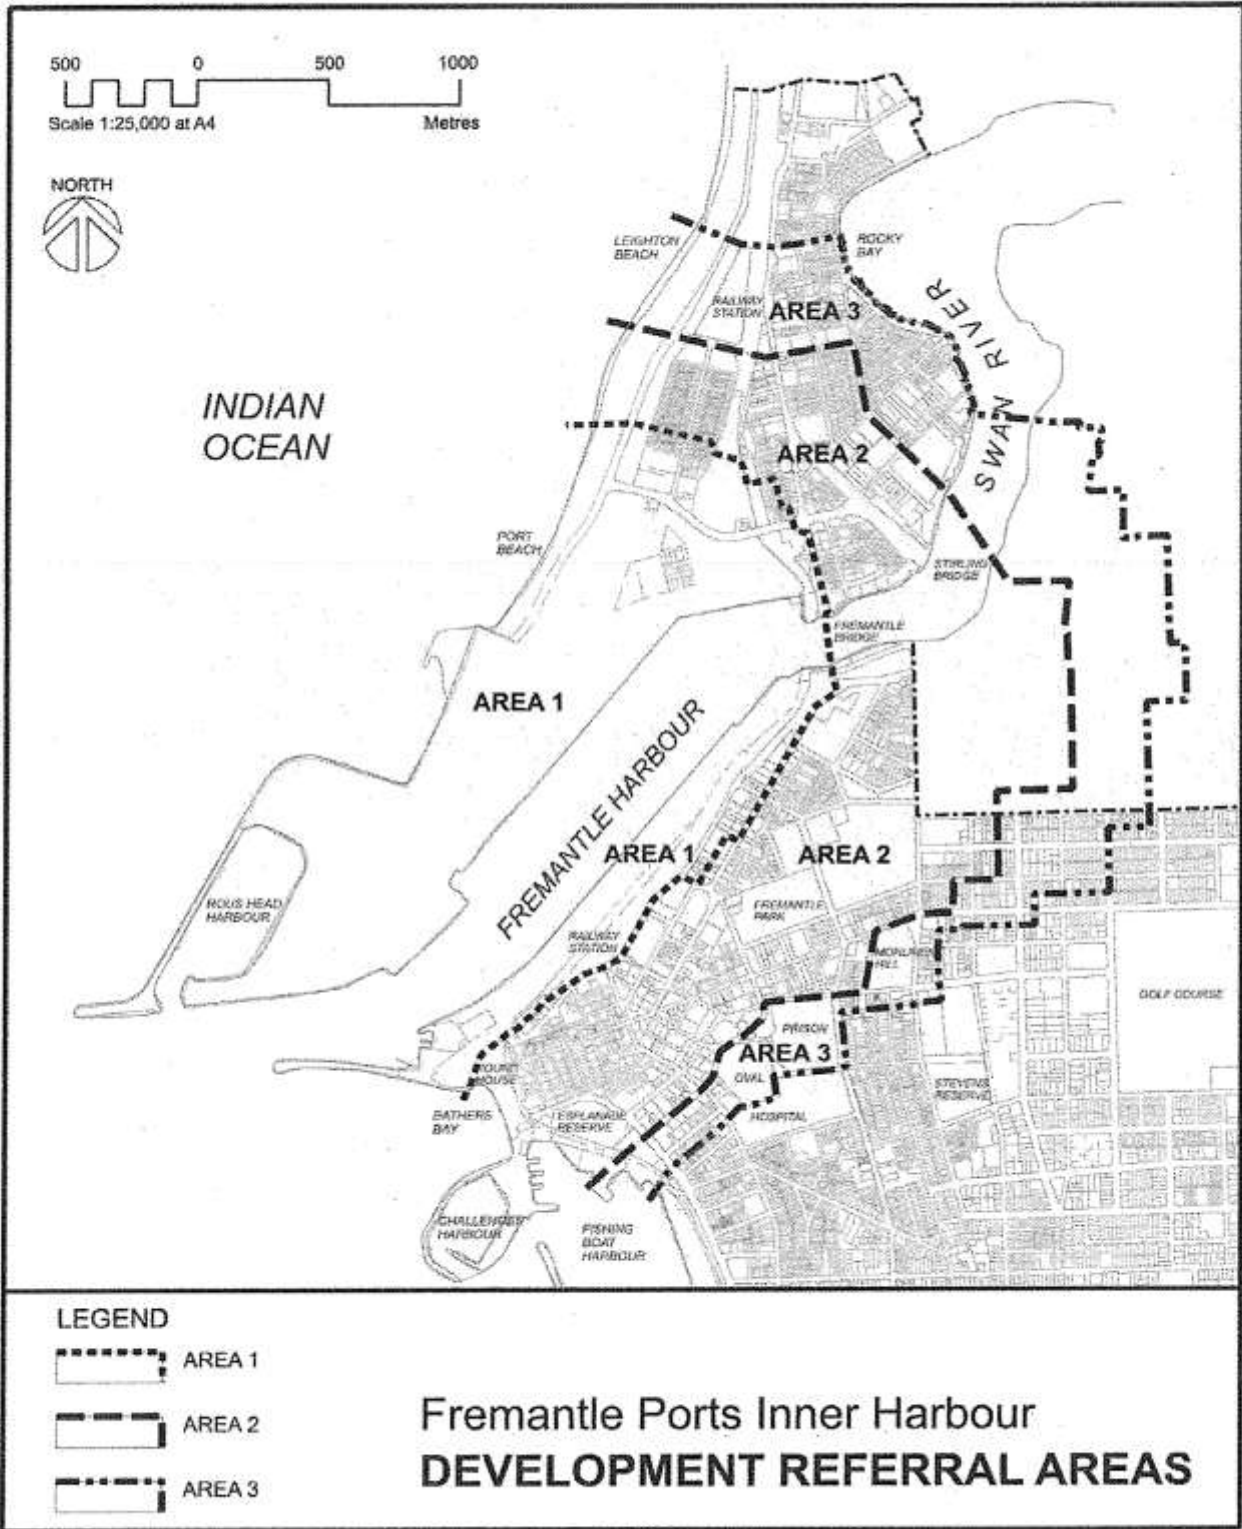 500 0 500 1000
Scale 1:25,000 at A4 Metres
NORTH
LEIGHTON
BEACH
ROCKY
BAY
RAILWAY
STATION
AREA 3
SWAN RIVER
INDIAN
OCEAN
AREA 2
PORT
BEACH
STIRLING
BRIDGE
FREMANTLE
BRIDGE
AREA 1
FREMANTLE HARBOUR
AREA 1
AREA 2
ROUS HEAD
HARBOUR
FREMANTLE
PARK
RAILWAY
STATION
HILL
GOLF COURSE
PRISON
AREA 3
OVAL
ROUND
HOUSE
STEVENS
RESERVE
BATHERS
BAY
ESPLANADE
RESERVE
HOSPITAL
CHALLENGER
HARBOUR
FISHING
BOAT
HARBOUR
LEGEND
AREA 1
AREA 2
AREA 3
Fremantle Ports Inner Harbour
DEVELOPMENT REFERRAL AREAS